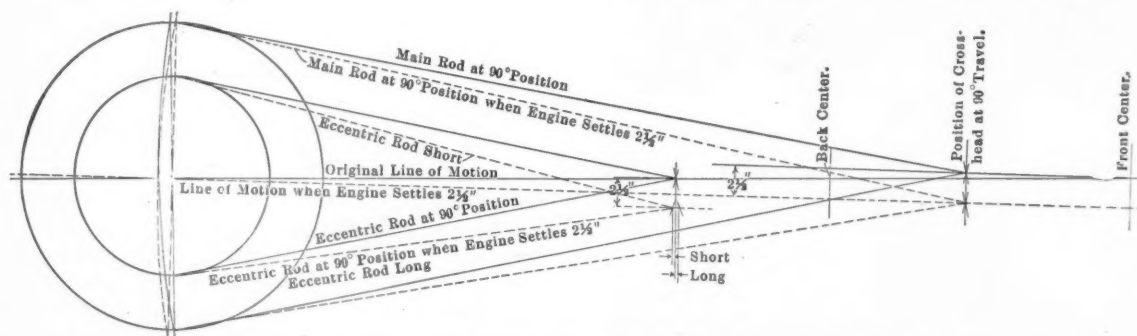 Main Rod at 90° Position
Main Rod at 90° Position when Engine Settles 2½"
Eccentric Rod Short
Original Line of Motion
Line of Motion when Engine Settles 2½"
2½"
2½"
Eccentric Rod at 90° Position
Eccentric Rod at 90° Position when Engine Settles 2½"
Eccentric Rod Long
Back Center.
Position of Cross-
head at 90° Travel.
Front Center.
Short
Long